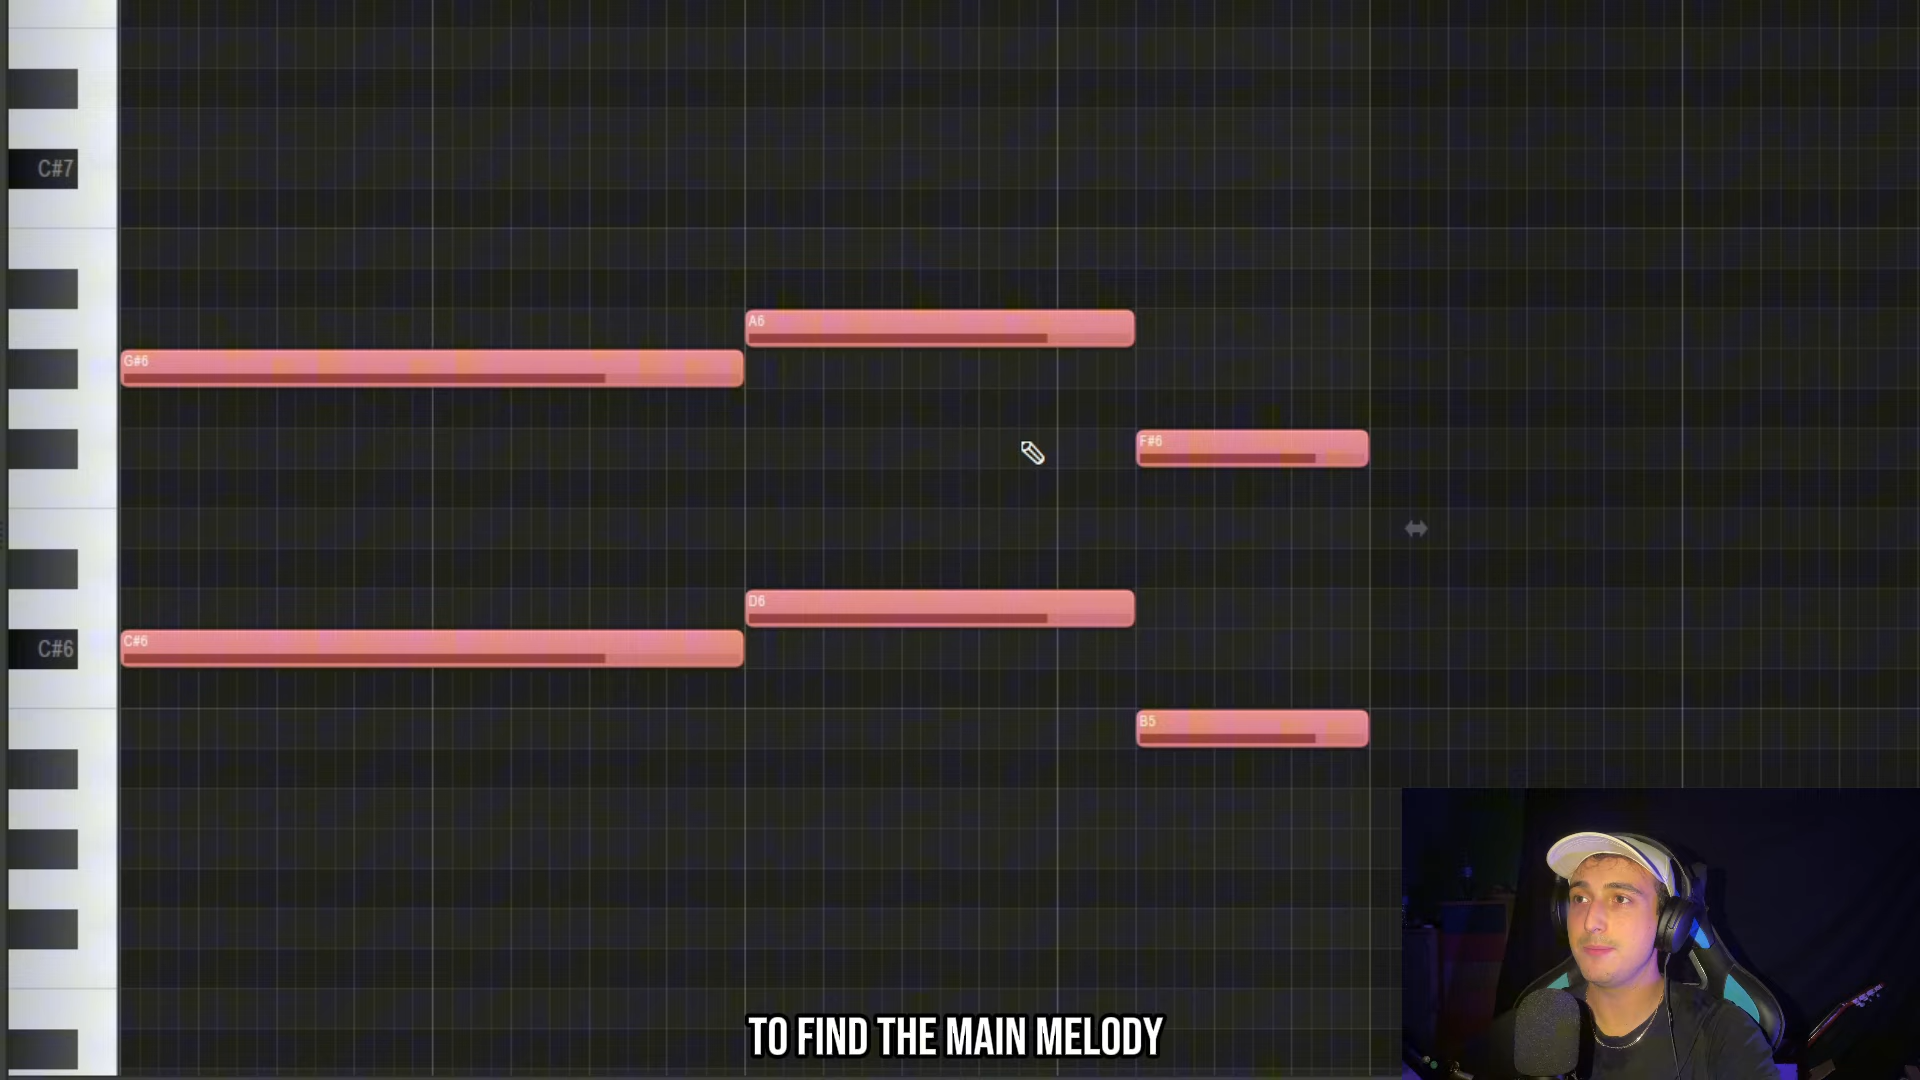 C#7
A6
G#6
F#6
D6
C#6
C#6
B5
TO FIND THE MAIN MELODY